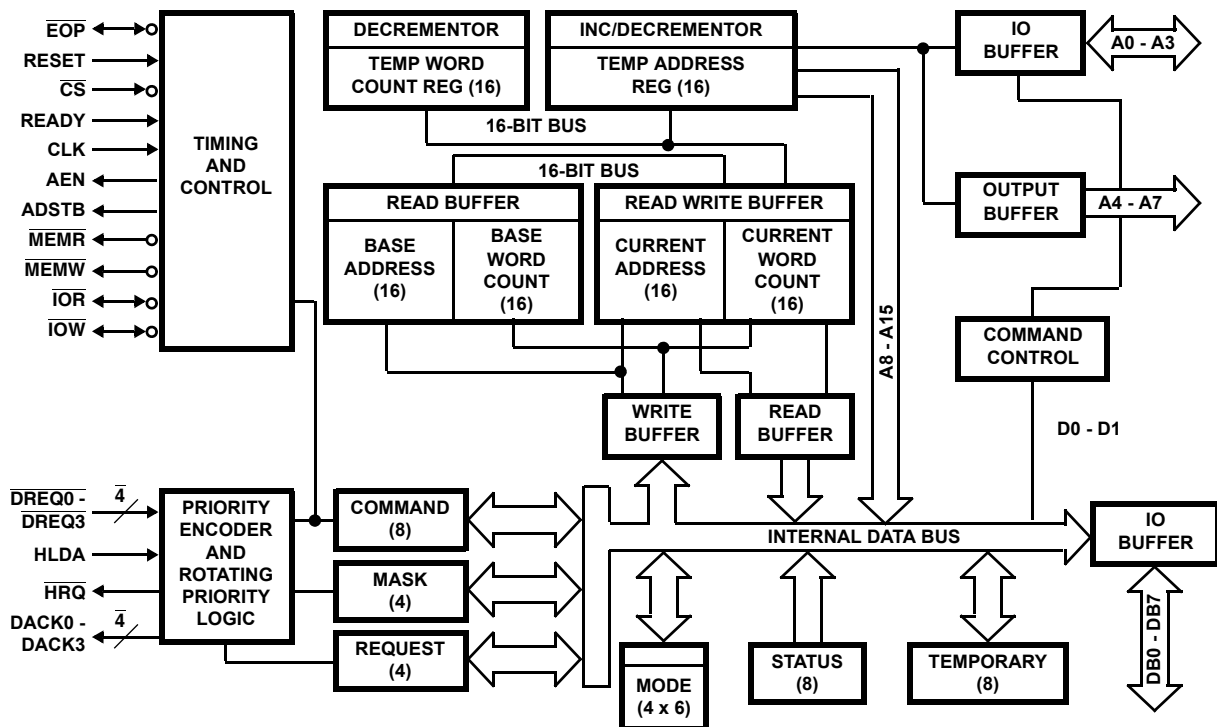 EOP
RESET
CS
READY
CLK
AEN
ADSTB
MEMR
MEMW
IOR
IOW
TIMING
AND
CONTROL
DECREMENTOR
TEMP WORD
COUNT REG (16)
INC/DECREMENTOR
TEMP ADDRESS
REG (16)
16-BIT BUS
16-BIT BUS
READ BUFFER
BASE
ADDRESS
(16)
BASE
WORD
COUNT
(16)
READ WRITE BUFFER
CURRENT
ADDRESS
(16)
CURRENT
WORD
COUNT
(16)
WRITE
BUFFER
READ
BUFFER
A8 - A15
IO
BUFFER
A0 - A3
OUTPUT
BUFFER
A4 - A7
COMMAND
CONTROL
D0 - D1
DREQ0 -
DREQ3
4
HLDA
HRQ
DACK0 -
DACK3
4
PRIORITY
ENCODER
AND
ROTATING
PRIORITY
LOGIC
COMMAND
(8)
MASK
(4)
REQUEST
(4)
INTERNAL DATA BUS
MODE
(4 x 6)
STATUS
(8)
TEMPORARY
(8)
IO
BUFFER
DB0 - DB7